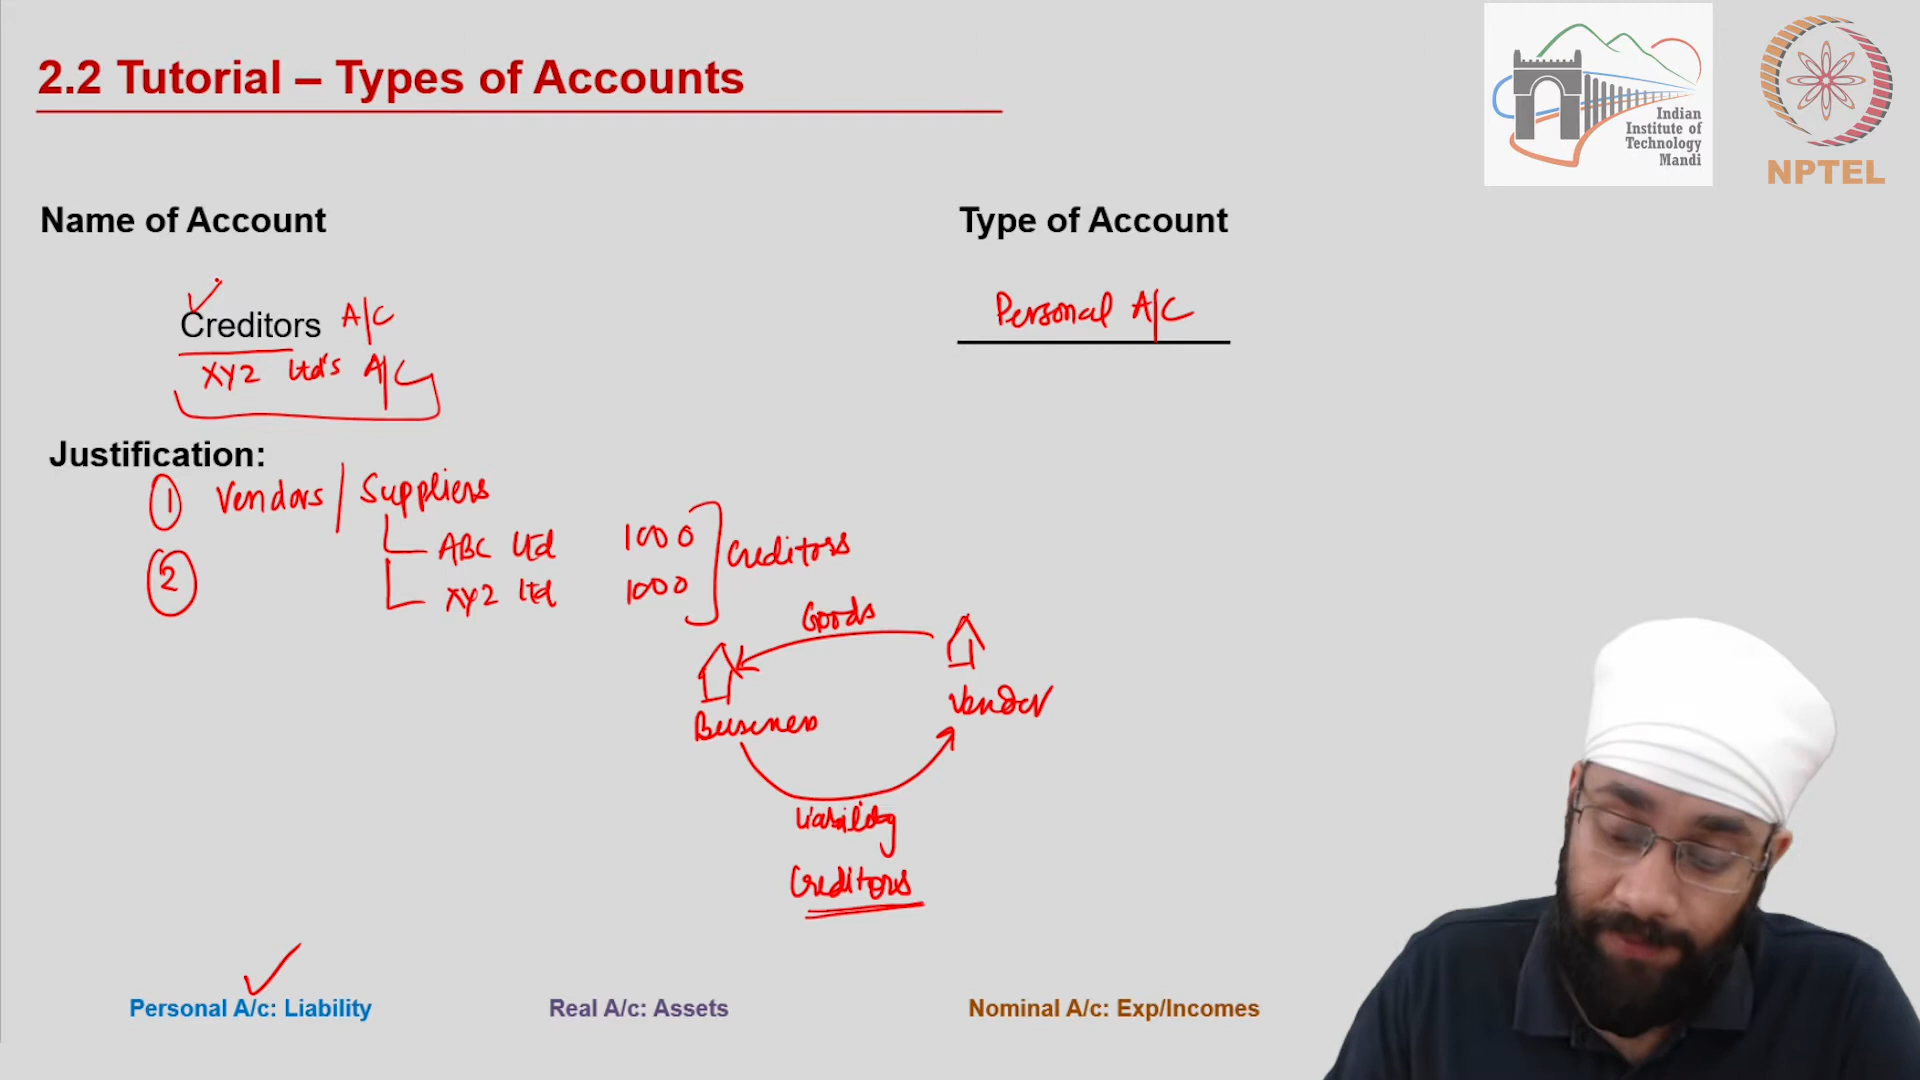 2.2 Tutorial – Types of Accounts
Indian
Institute of
Technology
Mandi
NPTEL
Name of Account
Type of Account
Creditors A/C
Personal A/C
XYZ Ltd's A/C
Justification:
1 Vendors / Suppliers
ABC Ltd 1000
Creditors
2
XYZ Ltd 1000
Goods
Business
Vendor
Liability
Creditors
Personal A/c: Liability
Real A/c: Assets
Nominal A/c: Exp/Incomes